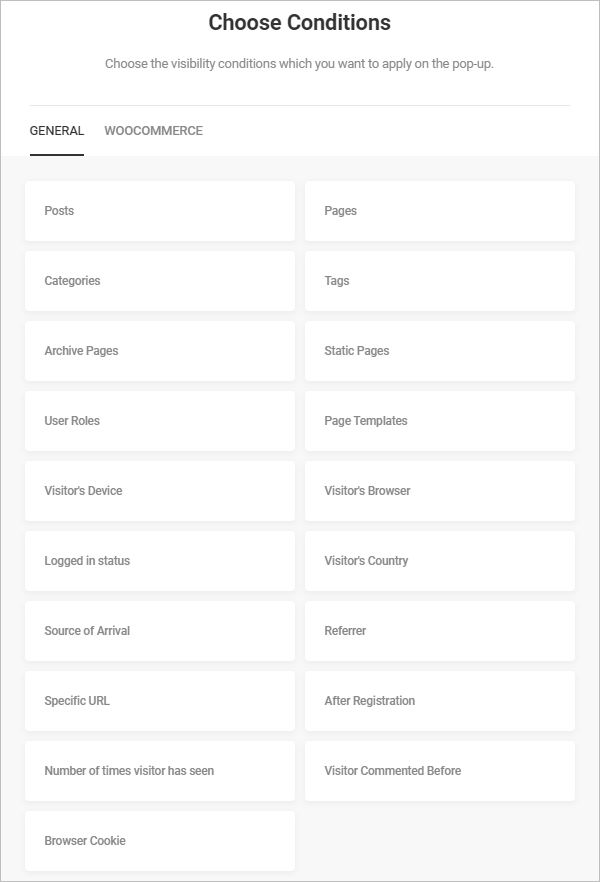 Choose Conditions
Choose the visibility conditions which you want to apply on the pop-up.
GENERAL WOOCOMMERCE
Posts Pages
Categories Tags
Archive Pages Static Pages
User Roles Page Templates
Visitor's Device Visitor's Browser
Logged in status Visitor's Country
Source of Arrival Referrer
Specific URL After Registration
Number of times visitor has seen Visitor Commented Before
Browser Cookie